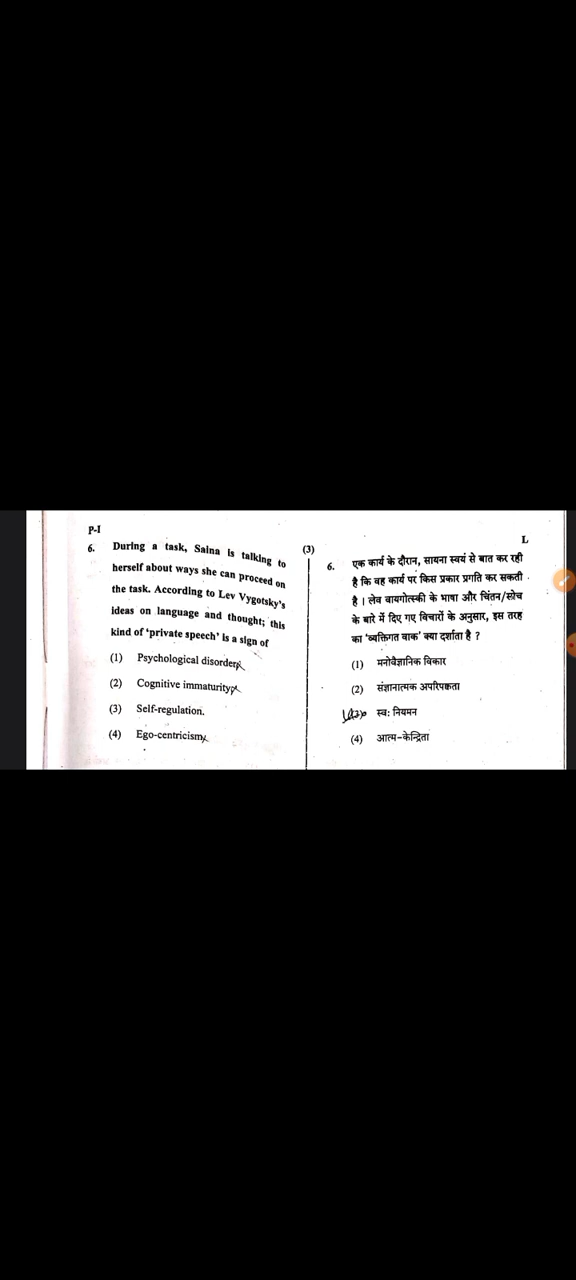 P-I
(3)
L
6. During a task, Saina is talking to
herself about ways she can proceed on
the task. According to Lev Vygotsky's
ideas on language and thought; this
kind of 'private speech' is a sign of
(1) Psychological disorder.
(2) Cognitive immaturity.
(3) Self-regulation.
(4) Ego-centricism.
6. एक कार्य के दौरान, सायना स्वयं से बात कर रही
है कि वह कार्य पर किस प्रकार प्रगति कर सकती
है । लेव वायगोत्स्की के भाषा और चिंतन/सोच
के बारे में दिए गए विचारों के अनुसार, इस तरह
का 'व्यक्तिगत वाक' क्या दर्शाता है ?
(1) मनोवैज्ञानिक विकार
(2) संज्ञानात्मक अपरिपक्वता
(3) स्व: नियमन
(4) आत्म-केन्द्रिता